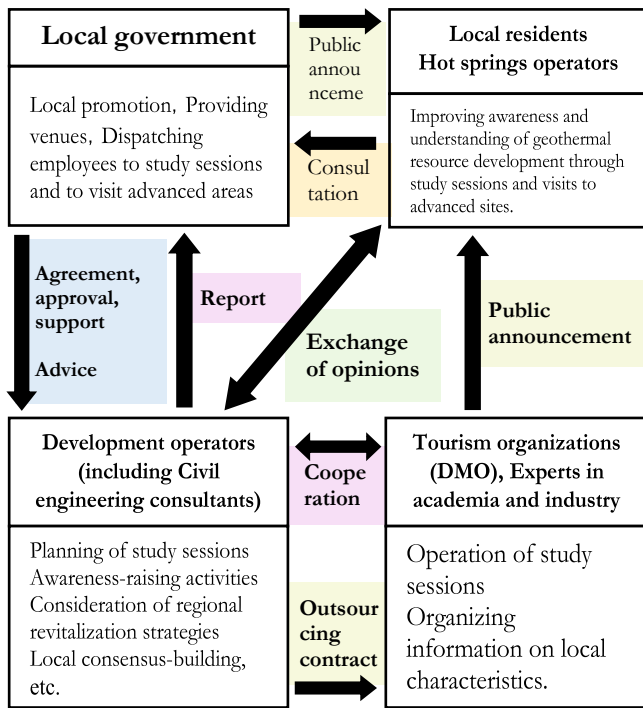 Local government
Local promotion, Providing
venues, Dispatching
employees to study sessions
and to visit advanced areas
Public
annou
nceme
Consul
tation
Local residents
Hot springs operators
Improving awareness and
understanding of geothermal
resource development through
study sessions and visits to
advanced sites.
Agreement,
approval,
support
Advice
Report
Exchange
of opinions
Public
announcement
Development operators
(including Civil
engineering consultants)
Planning of study sessions
Awareness-raising activities
Consideration of regional
revitalization strategies
Local consensus-building,
etc.
Coope
ration
Outsour
cing
contract
Tourism organizations
(DMO), Experts in
academia and industry
Operation of study
sessions
Organizing
information on local
characteristics.